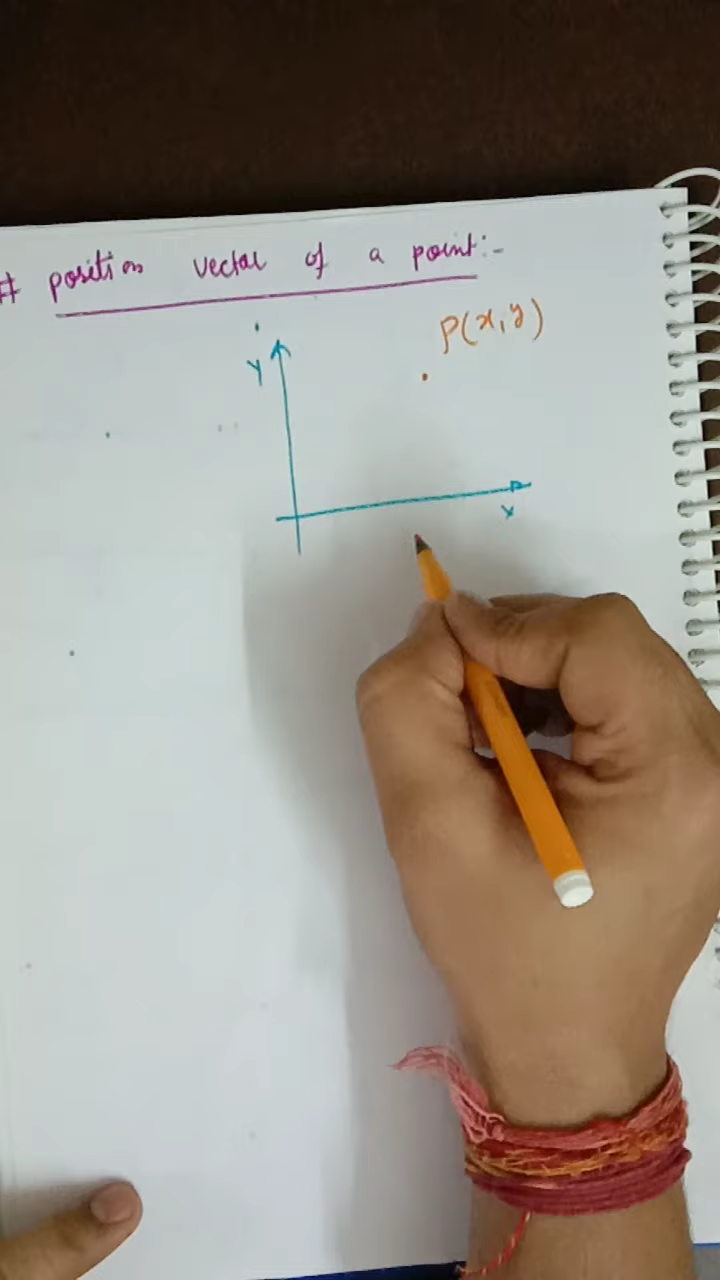 # position vector of a point:-
P(x,y)
Y
X